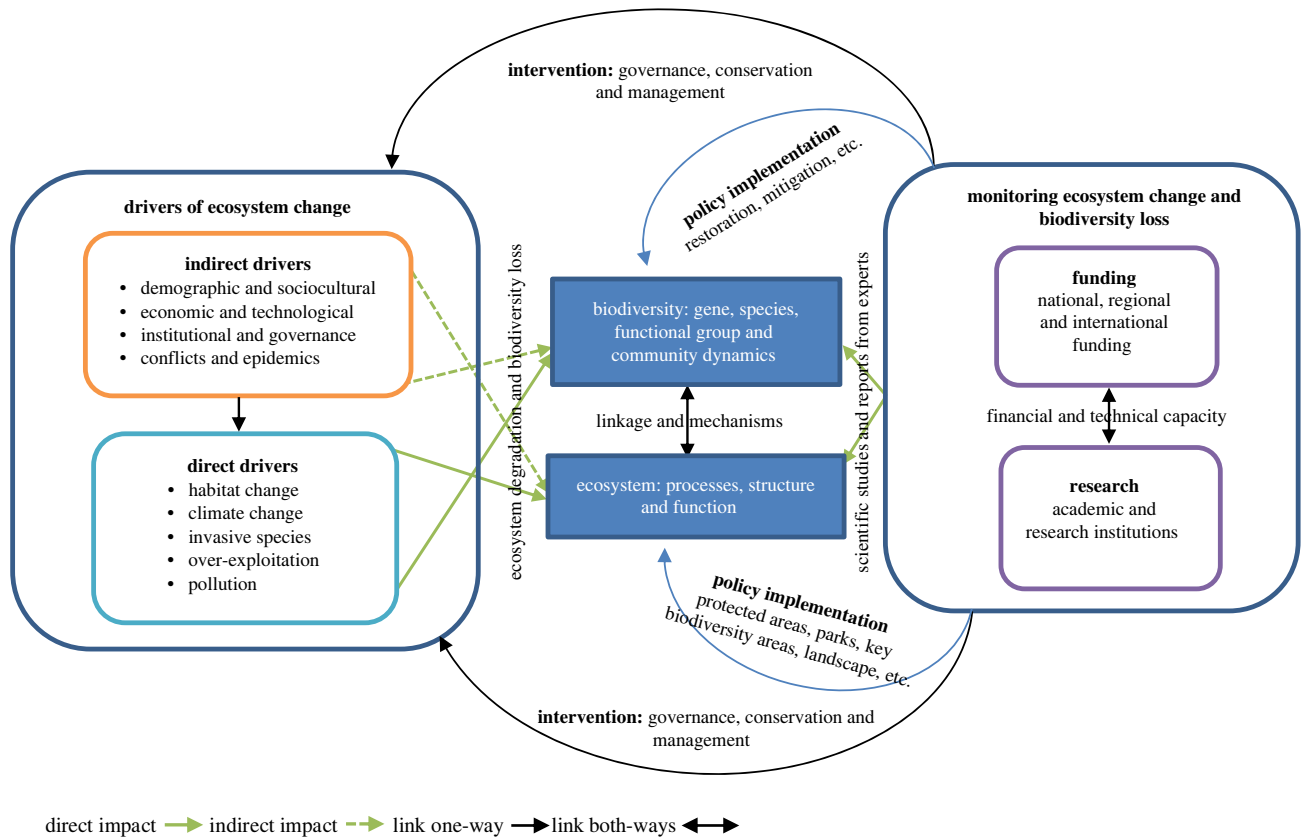 intervention: governance, conservation
and management
policy implementation
restoration, mitigation, etc.
drivers of ecosystem change
indirect drivers
• demographic and sociocultural
• economic and technological
• institutional and governance
• conflicts and epidemics
direct drivers
• habitat change
• climate change
• invasive species
• over-exploitation
• pollution
ecosystem degradation and biodiversity loss
biodiversity: gene, species,
functional group and
community dynamics
linkage and mechanisms
ecosystem: processes, structure
and function
scientific studies and reports from experts
monitoring ecosystem change and
biodiversity loss
funding
national, regional
and international
funding
financial and technical capacity
research
academic and
research institutions
policy implementation
protected areas, parks, key
biodiversity areas, landscape, etc.
intervention: governance, conservation and
management
direct impact indirect impact link one-way link both-ways